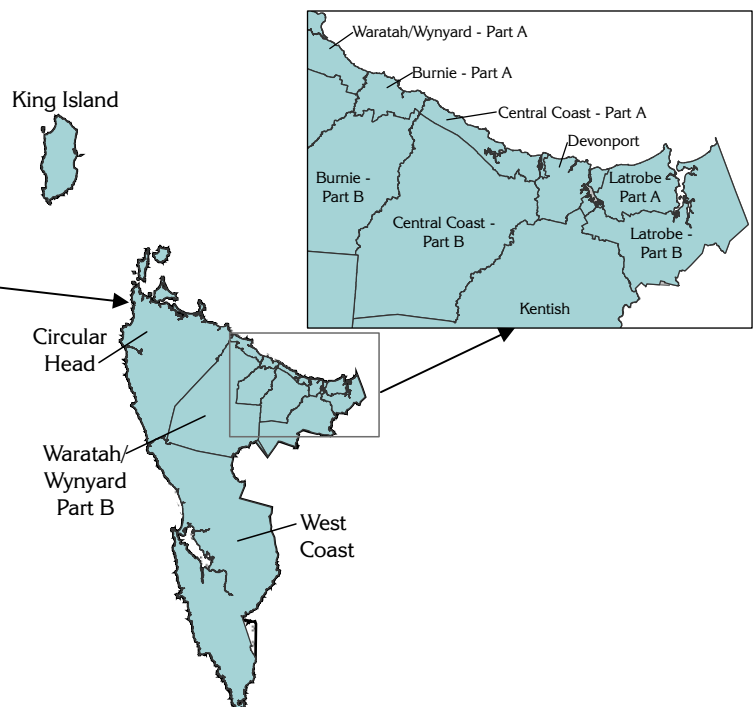 Waratah/Wynyard - Part A
Burnie - Part A
King Island
Central Coast - Part A
Devonport
Latrobe -
Part A
Burnie -
Part B
Central Coast -
Part B
Latrobe -
Part B
Kentish
Circular
Head
Waratah/
Wynyard
Part B
West
Coast